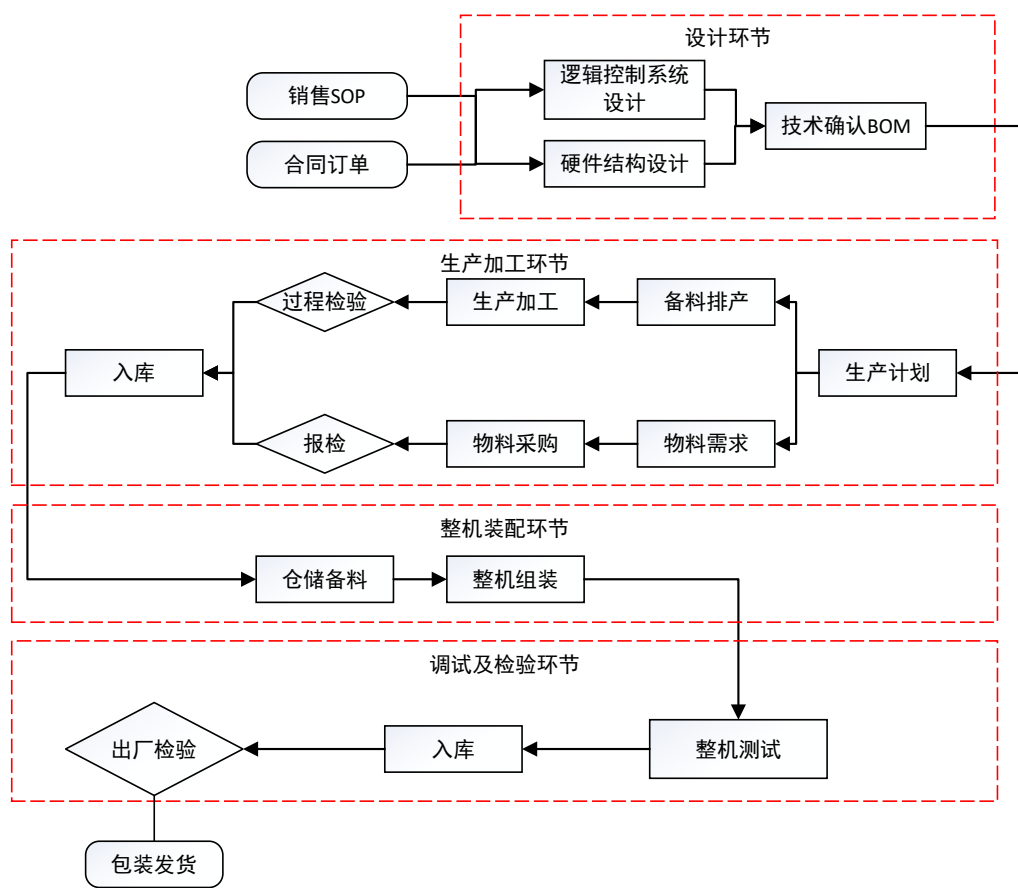 设计环节
销售SOP
逻辑控制系统
设计
技术确认BOM
合同订单
硬件结构设计
生产加工环节
过程检验
生产加工
备料排产
入库
生产计划
报检
物料采购
物料需求
整机装配环节
仓储备料
整机组装
调试及检验环节
出厂检验
入库
整机测试
包装发货